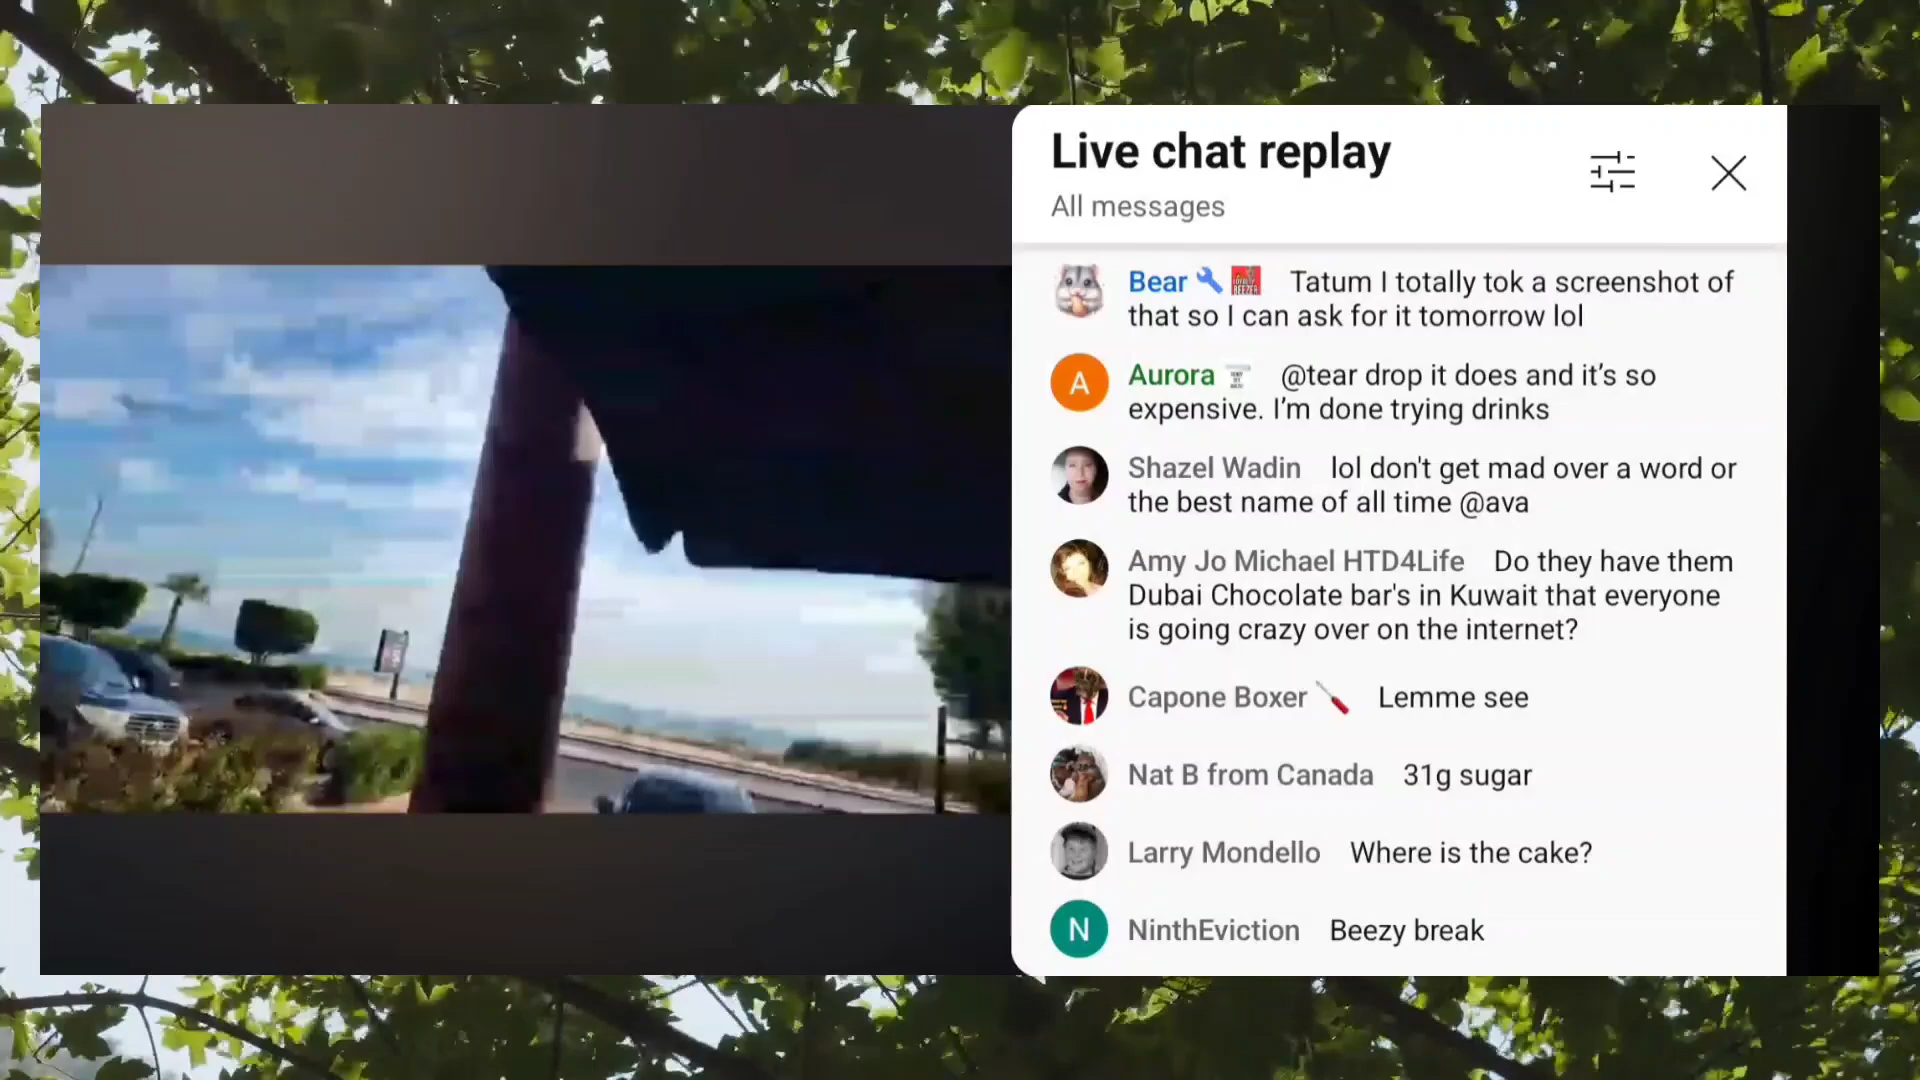 Live chat replay
All messages
Bear Tatum I totally tok a screenshot of
that so I can ask for it tomorrow lol
A
Aurora @tear drop it does and it’s so
expensive. I’m done trying drinks
Shazel Wadin lol don't get mad over a word or
the best name of all time @ava
Amy Jo Michael HTD4Life Do they have them
Dubai Chocolate bar's in Kuwait that everyone
is going crazy over on the internet?
Capone Boxer Lemme see
Nat B from Canada 31g sugar
Larry Mondello Where is the cake?
N
NinthEviction Beezy break